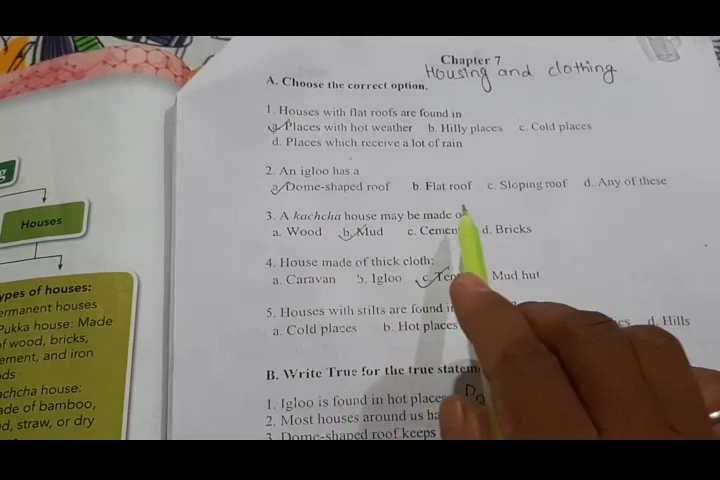 Chapter 7
Housing and clothing
A. Choose the correct option.
1. Houses with flat roofs are found in
a. Places with hot weather b. Hilly places c. Cold places
d. Places which receive a lot of rain
2. An igloo has a
a. Dome-shaped roof b. Flat roof c. Sloping roof d. Any of these
3. A kachcha house may be made of
a. Wood b. Mud c. Cement d. Bricks
4. House made of thick cloth:
a. Caravan b. Igloo c. Tent Mud hut
5. Houses with stilts are found in
a. Cold places b. Hot places d. Hills
B. Write True for the true statem
1. Igloo is found in hot places
2. Most houses around us ha
3. Dome-shaped roof keeps
Houses
ypes of houses:
ermanent houses
Pukka house: Made
of wood, bricks,
ement, and iron
ds
achcha house:
ade of bamboo,
d, straw, or dry